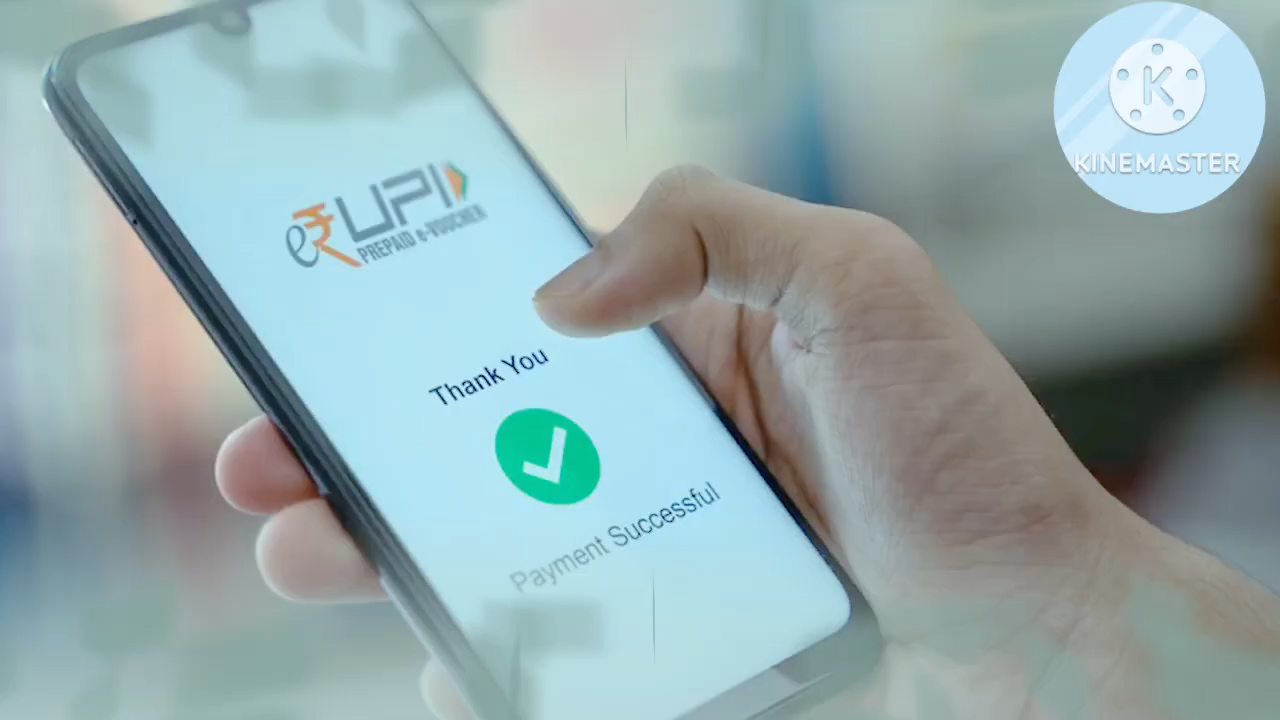 e₹ UPI
PREPAID e-VOUCHER
Thank You
Payment Successful
K
KINEMASTER